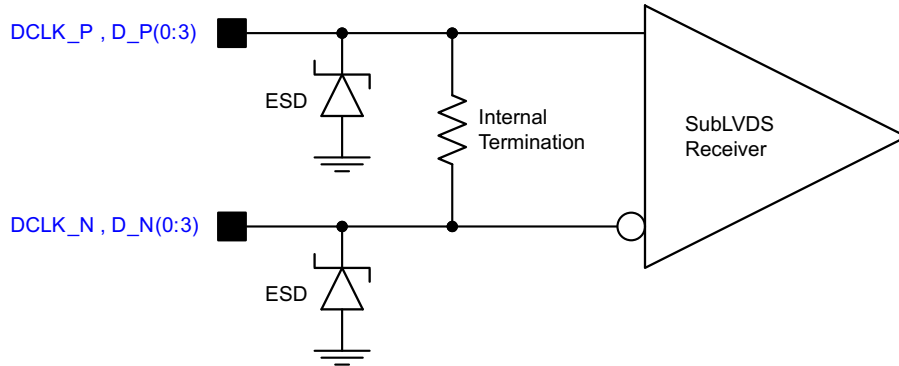 DCLK_P , D_P(0:3)
ESD
Internal
Termination
SubLVDS
Receiver
DCLK_N , D_N(0:3)
ESD